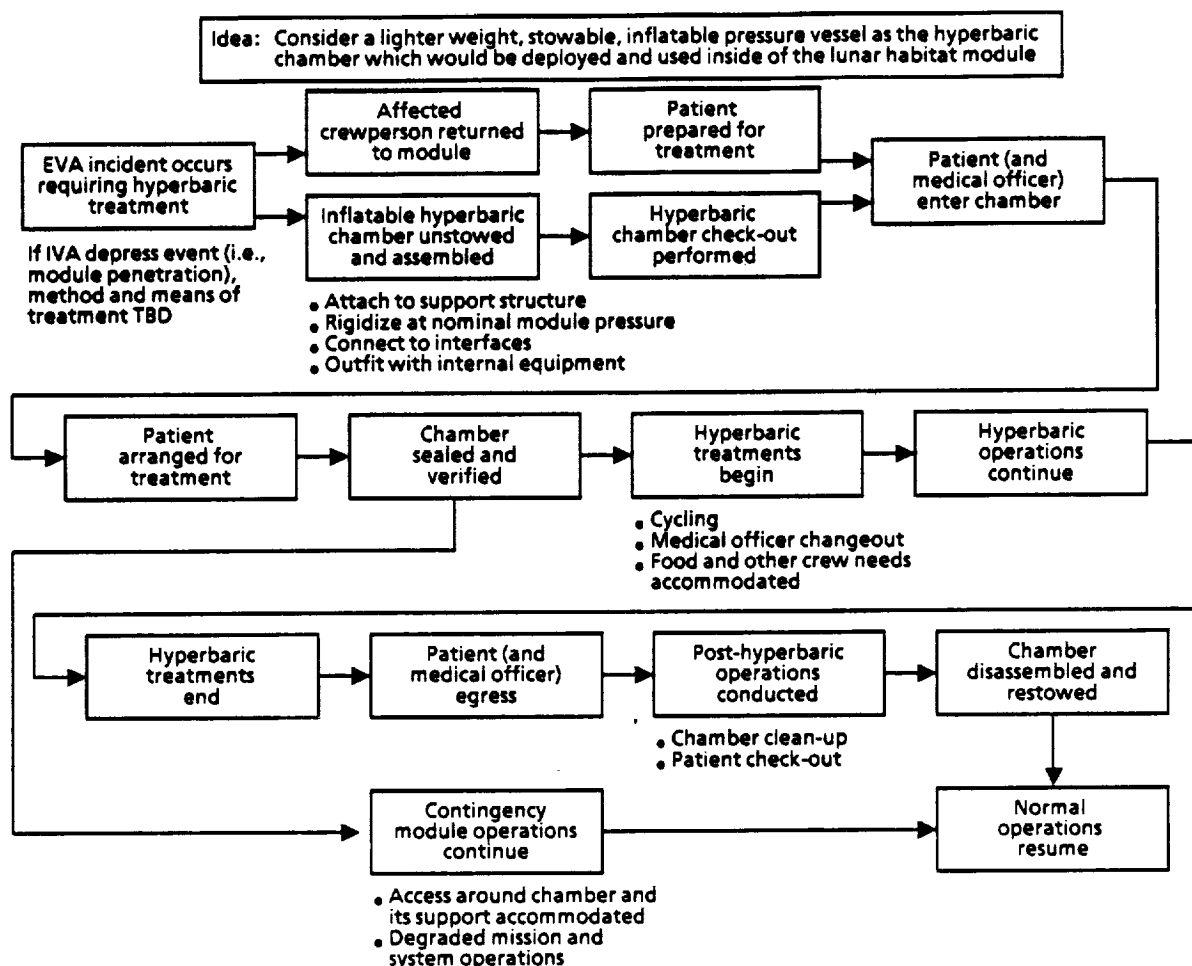 Idea: Consider a lighter weight, stowable, inflatable pressure vessel as the hyperbaric
chamber which would be deployed and used inside of the lunar habitat module
EVA incident occurs
requiring hyperbaric
treatment
If IVA depress event (i.e.,
module penetration),
method and means of
treatment TBD
Affected
crewperson returned
to module
Patient
prepared for
treatment
Inflatable hyperbaric
chamber unstowed
and assembled
• Attach to support structure
• Rigidize at nominal module pressure
• Connect to interfaces
• Outfit with internal equipment
Hyperbaric
chamber check-out
performed
Patient (and
medical officer)
enter chamber
Patient
arranged for
treatment
Chamber
sealed and
verified
Hyperbaric
treatments
begin
• Cycling
• Medical officer changeout
• Food and other crew needs
accommodated
Hyperbaric
operations
continue
Hyperbaric
treatments
end
Patient (and
medical officer)
egress
Post-hyperbaric
operations
conducted
• Chamber clean-up
• Patient check-out
Chamber
disassembled and
restowed
Contingency
module operations
continue
• Access around chamber and
its support accommodated
• Degraded mission and
system operations
Normal
operations
resume